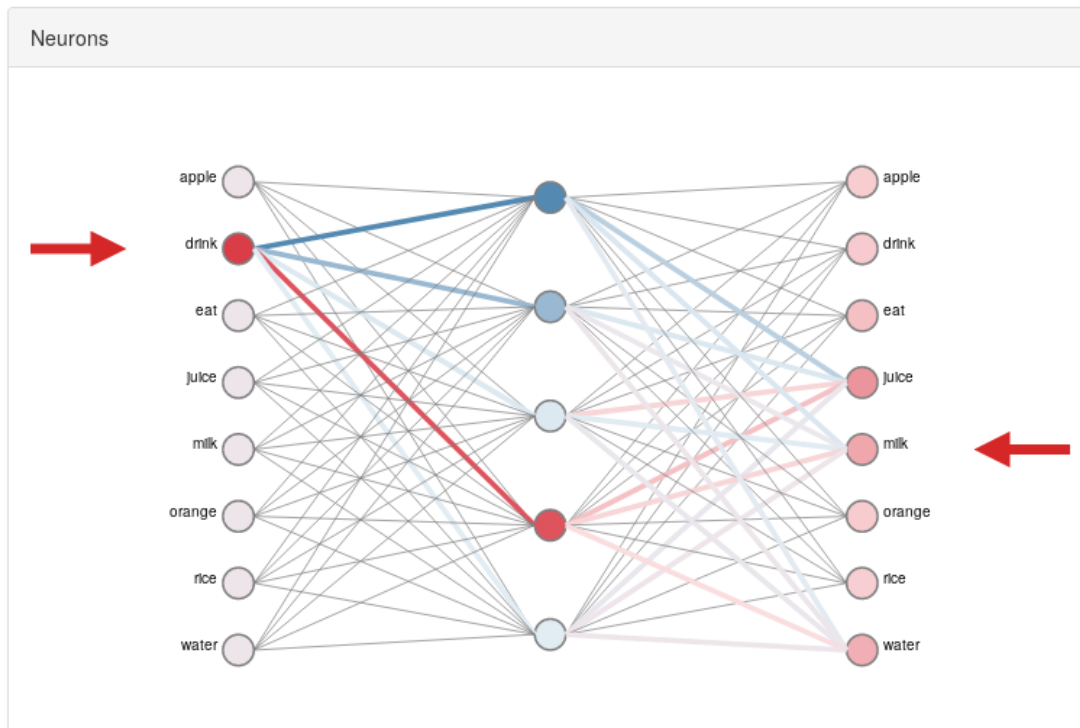 Neurons
apple
drink
eat
juice
milk
orange
rice
water
apple
drink
eat
juice
milk
orange
rice
water